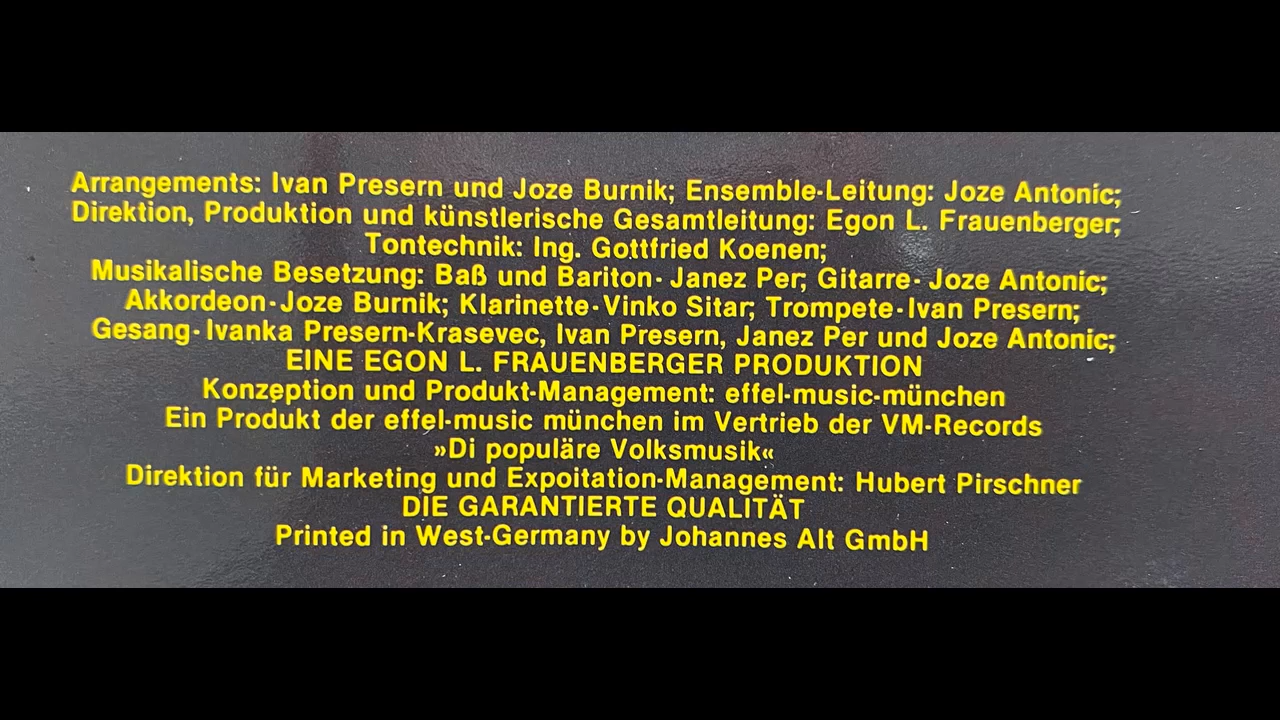 Arrangements: Ivan Presern und Joze Burnik; Ensemble-Leitung: Joze Antonic;
Direktion, Produktion und künstlerische Gesamtleitung: Egon L. Frauenberger;
Tontechnik: Ing. Gottfried Koenen;
Musikalische Besetzung: Baß und Bariton- Janez Per; Gitarre- Joze Antonic;
Akkordeon-Joze Burnik; Klarinette-Vinko Sitar; Trompete-Ivan Presern;
Gesang-Ivanka Presern-Krasevec, Ivan Presern, Janez Per und Joze Antonic;
EINE EGON L. FRAUENBERGER PRODUKTION
Konzeption und Produkt-Management: effel-music-münchen
Ein Produkt der effel-music münchen im Vertrieb der VM-Records
»Di populäre Volksmusik«
Direktion für Marketing und Expoitation-Management: Hubert Pirschner
DIE GARANTIERTE QUALITÄT
Printed in West-Germany by Johannes Alt GmbH